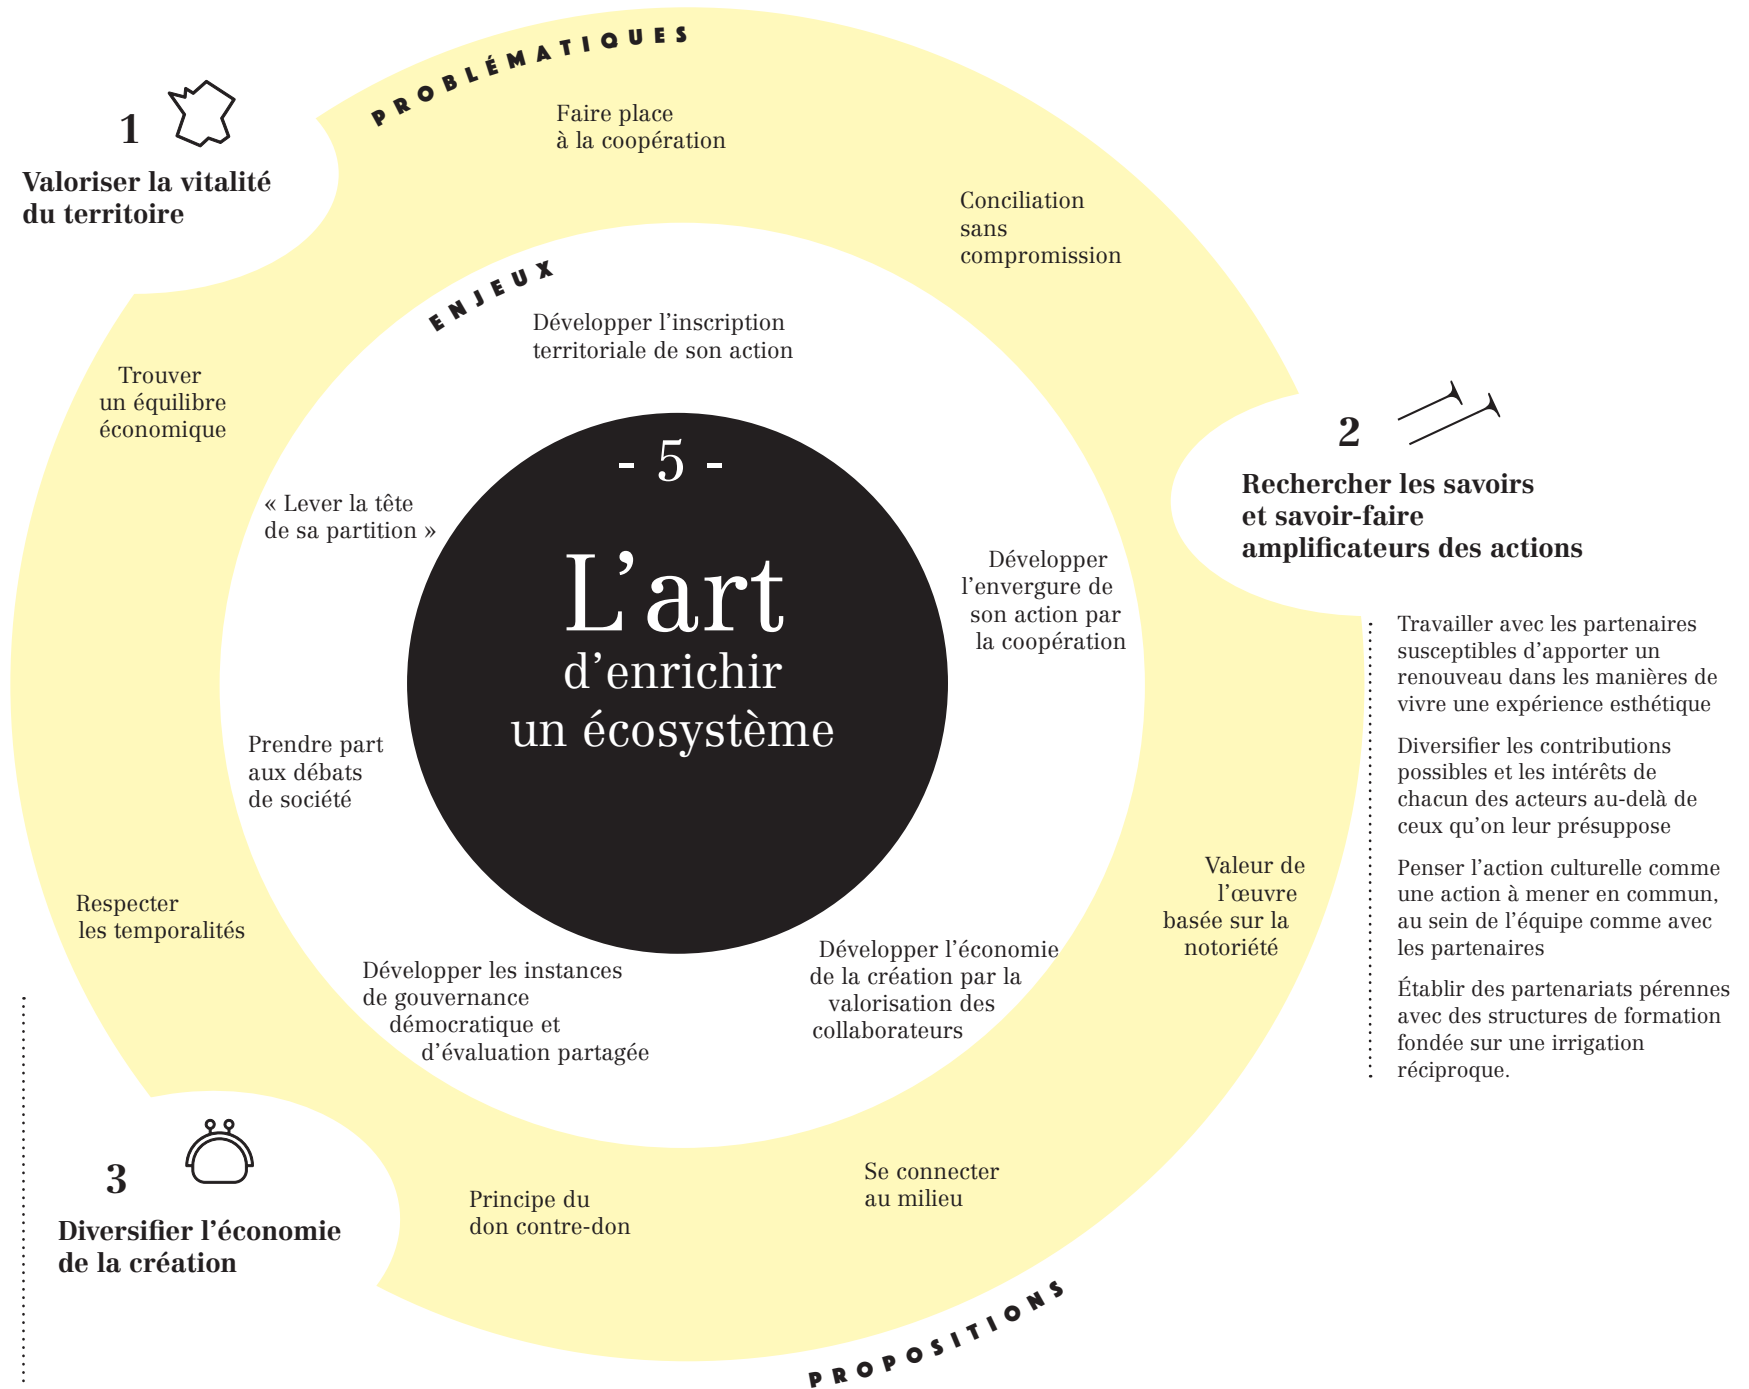 PROBLÉMATIQUES
1
Valoriser la vitalité
du territoire
Faire place
à la coopération
Conciliation
sans
compromission
ENJEUX
Développer l’inscription
territoriale de son action
Trouver
un équilibre
économique
« Lever la tête
de sa partition »
- 5 -
L’art
d’enrichir
un écosystème
Développer
l’envergure de
son action par
la coopération
2
Rechercher les savoirs
et savoir-faire
amplificateurs des actions
Travailler avec les partenaires
susceptibles d’apporter un
renouveau dans les manières de
vivre une expérience esthétique
Diversifier les contributions
possibles et les intérêts de
chacun des acteurs au-delà de
ceux qu’on leur présuppose
Penser l’action culturelle comme
une action à mener en commun,
au sein de l’équipe comme avec
les partenaires
Établir des partenariats pérennes
avec des structures de formation
fondée sur une irrigation
réciproque.
Prendre part
aux débats
de société
Valeur de
l’œuvre
basée sur la
notoriété
Respecter
les temporalités
Développer les instances
de gouvernance
démocratique et
d’évaluation partagée
Développer l’économie
de la création par la
valorisation des
collaborateurs
3
Diversifier l’économie
de la création
Principe du
don contre-don
Se connecter
au milieu
PROPOSITIONS